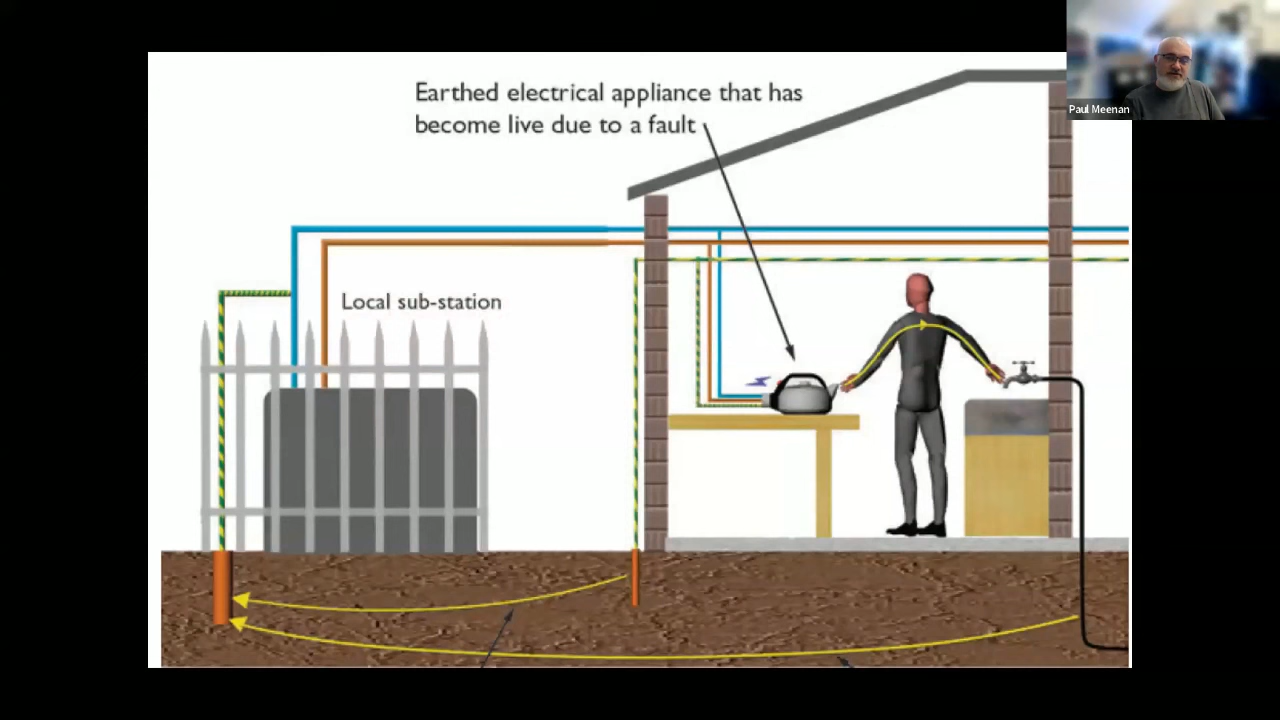 Earthed electrical appliance that has
become live due to a fault
Paul Meenan
Local sub-station